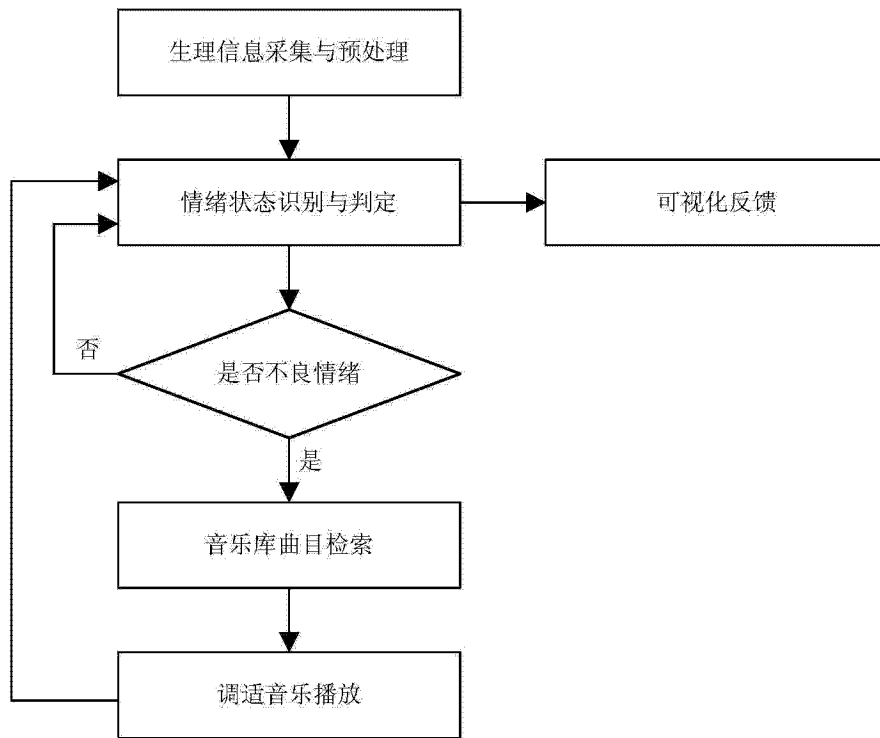 生理信息采集与预处理
情绪状态识别与判定
可视化反馈
否
是否不良情绪
是
音乐库曲目检索
调适音乐播放